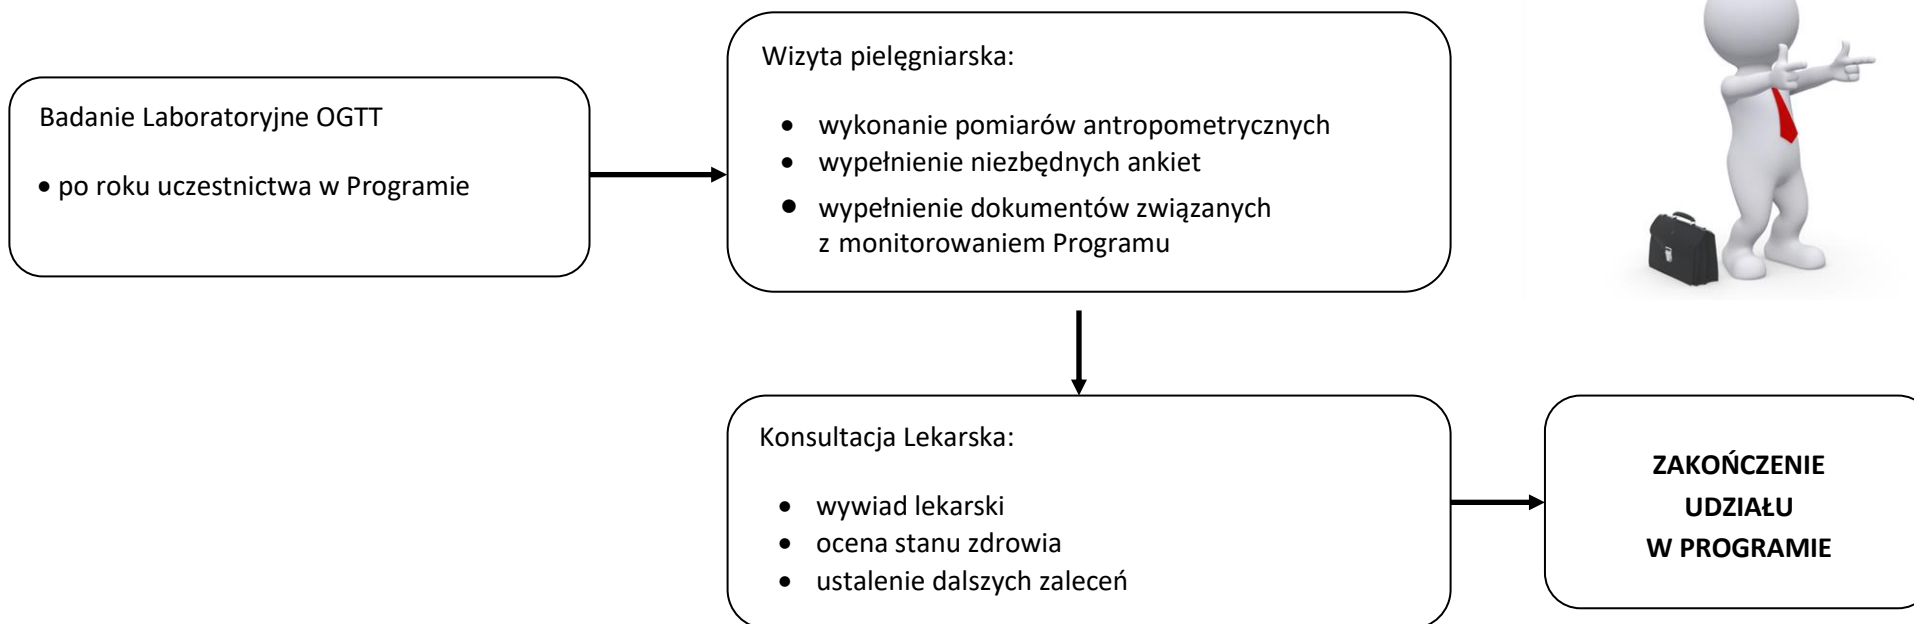 Badanie Laboratoryjne OGTT
• po roku uczestnictwa w Programie
Wizyta pielęgniarska:
• wykonanie pomiarów antropometrycznych
• wypełnienie niezbędnych ankiet
• wypełnienie dokumentów związanych
z monitorowaniem Programu
Konsultacja Lekarska:
• wywiad lekarski
• ocena stanu zdrowia
• ustalenie dalszych zaleceń
ZAKOŃCZENIE
UDZIAŁU
W PROGRAMIE